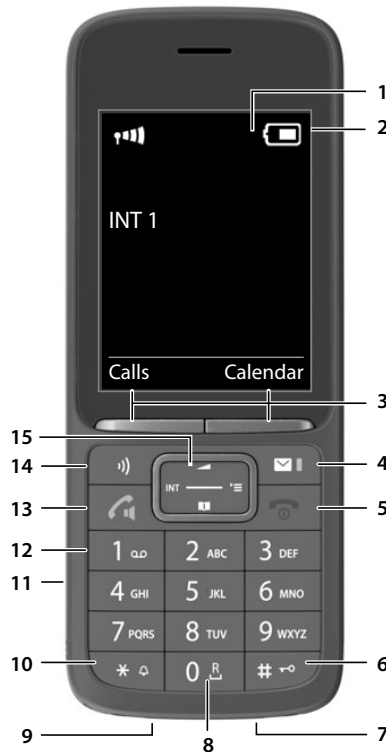 1
2
INT 1
Calls Calendar
3
15
14
4
INT
13
5
12
1 2 ABC 3 DEF
11
4 GHI 5 JKL 6 MNO
7 PQRS 8 TUV 9 WXYZ
10
* 0 R #
6
9
8
7